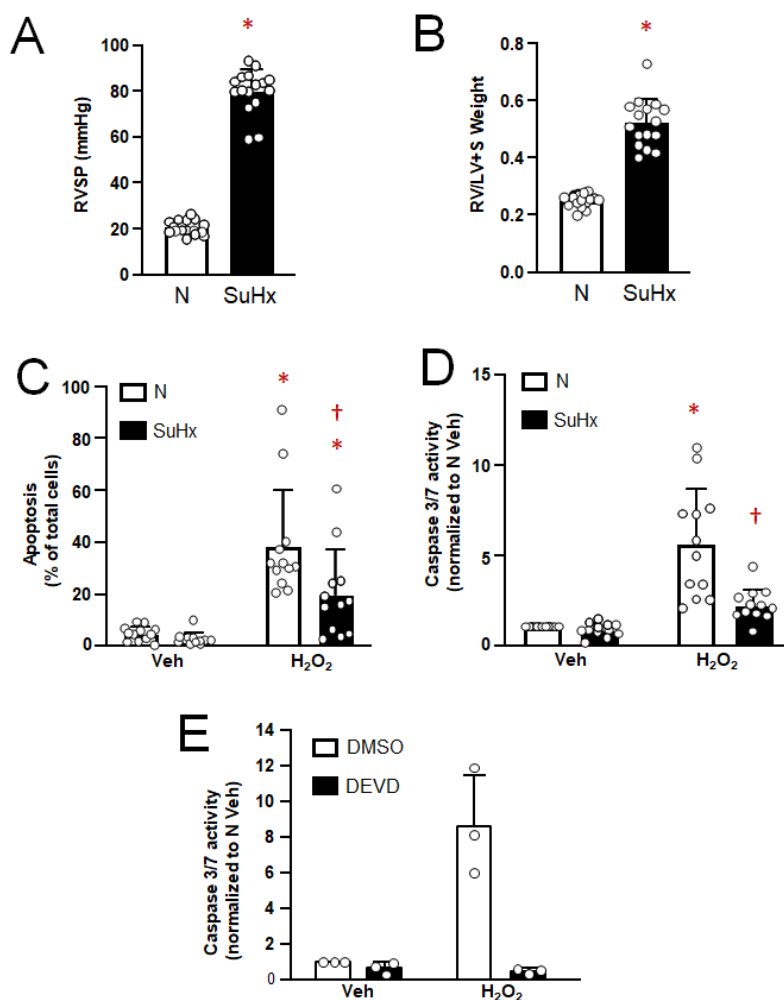 A
RVSP (mmHg)
100
80
60
40
20
0
*
N
SuHx
B
RV/LV+S Weight
0.8
0.6
0.4
0.2
0.0
*
N
SuHx
C
Apoptosis
(% of total cells)
100
80
60
40
20
0
N
SuHx
*
†
*
Veh
H₂O₂
D
Caspase 3/7 activity
(normalized to N Veh)
15
10
5
0
N
SuHx
*
†
Veh
H₂O₂
E
Caspase 3/7 activity
(normalized to N Veh)
14
12
10
8
6
4
2
0
DMSO
DEVD
Veh
H₂O₂